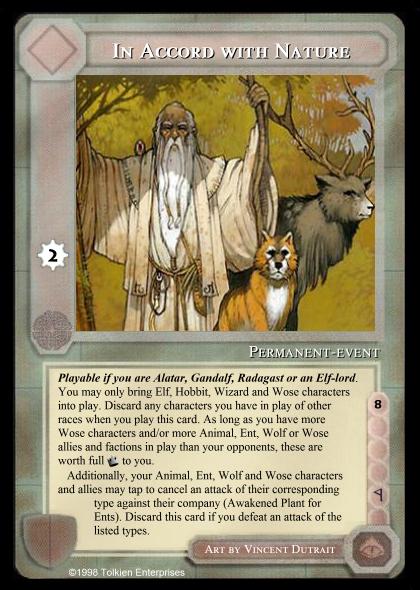 In Accord with Nature
2
Permanent-event
Playable if you are Alatar, Gandalf, Radagast or an Elf-lord.
You may only bring Elf, Hobbit, Wizard and Wose characters
into play. Discard any characters you have in play of other
races when you play this card. As long as you have more
Wose characters and/or more Animal, Ent, Wolf or Wose
allies and factions in play than your opponents, these are
worth full to you.
Additionally, your Animal, Ent, Wolf and Wose characters
and allies may tap to cancel an attack of their corresponding
type against their company (Awakened Plant for
Ents). Discard this card if you defeat an attack of the
listed types.
8
Art by Vincent Dutrait
©1998 Tolkien Enterprises